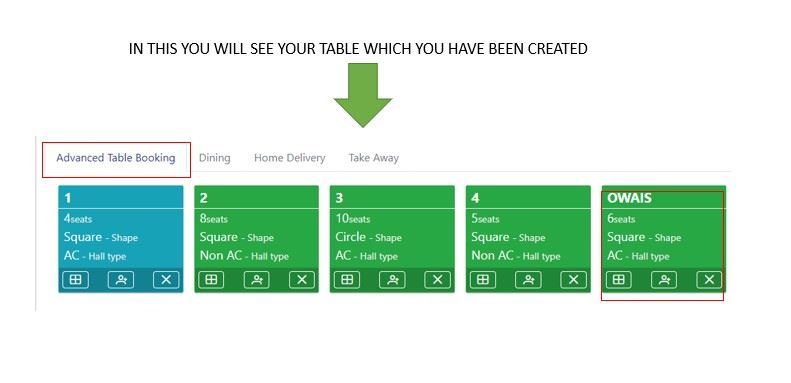 IN THIS YOU WILL SEE YOUR TABLE WHICH YOU HAVE BEEN CREATED
Advanced Table Booking Dining Home Delivery Take Away
1 2 3 4 OWAIS
4seats 8seats 10seats 5seats 6seats
Square - Shape Square - Shape Circle - Shape Square - Shape Square - Shape
AC - Hall type Non AC - Hall type AC - Hall type Non AC - Hall type AC - Hall type